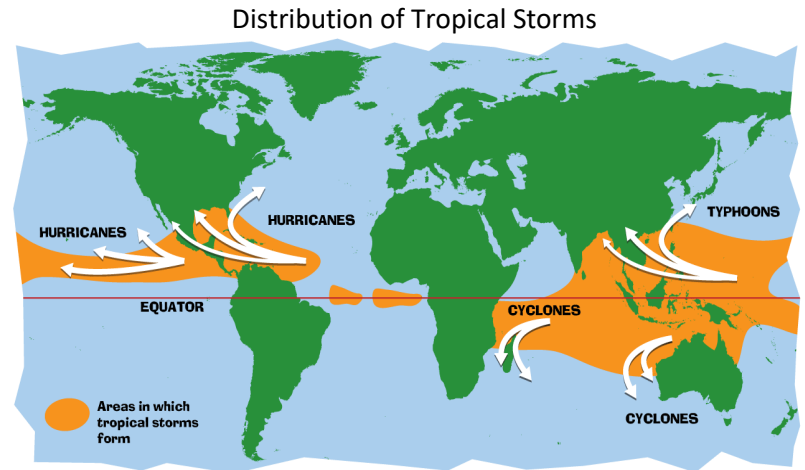 Distribution of Tropical Storms
HURRICANES
HURRICANES
TYPHOONS
EQUATOR
CYCLONES
CYCLONES
Areas in which
tropical storms
form